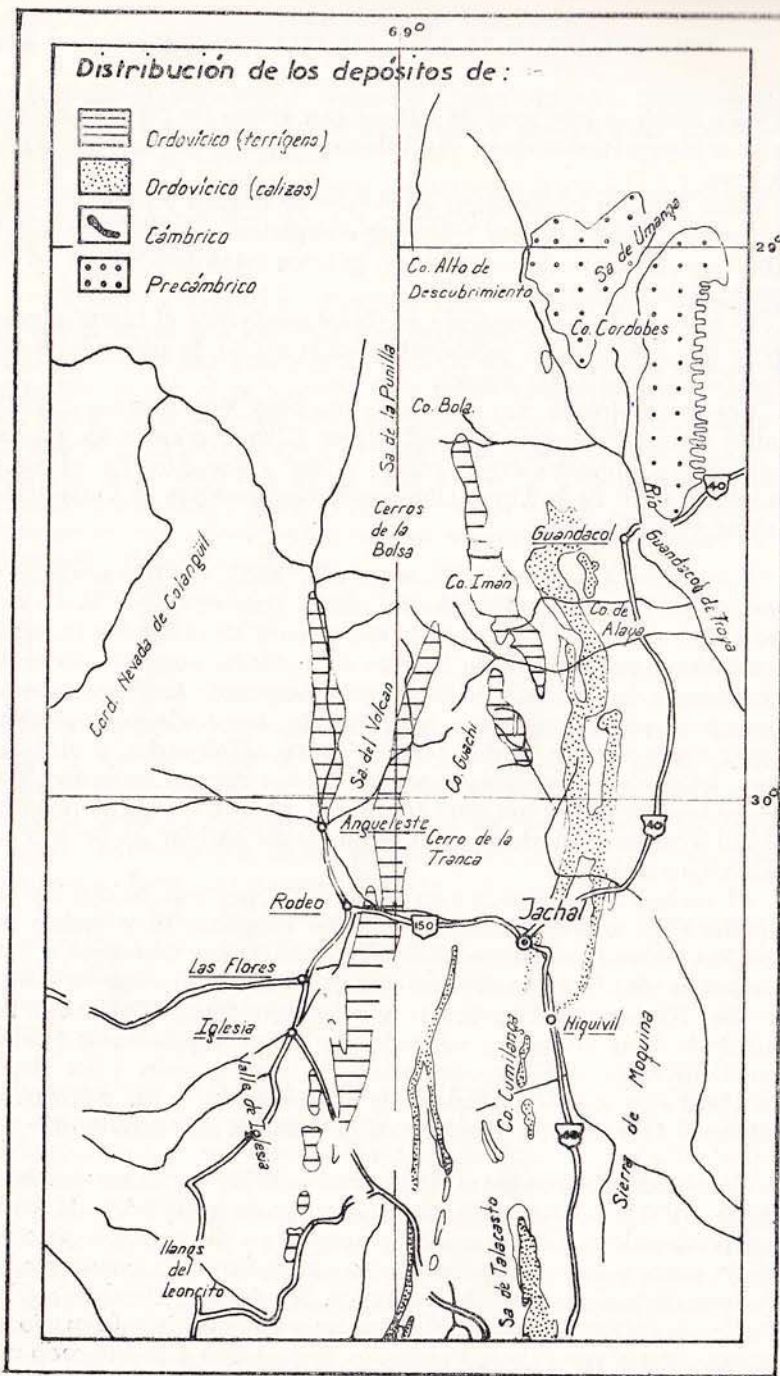 69°
Distribución de los depósitos de:
Ordovícico (terrígeno)
Ordovícico (calizas)
Cámbrico
Precámbrico
29°
Sa de Umanga
Co. Alto de
Descubrimiento
Co. Cordobes
Sa de la Punilla
Co. Bola.
40
Río
Guandacol de Troya
Cerros
de la
Bolsa
Guandacol
Co. Imán
Co. de
Alaya
Cord. Nevada de Colangüil
Sa. del Volcan
Co. Guachi
30°
Angueleste
40
Cerro de la
Tranca
Rodeo
150
Jachal
Las Flores
Iglesia
Niquivil
Valle de Iglesia
Co. Cumilanga
Sierra de Moquina
40
llanos
del
Leoncito
Sa de Talacasto